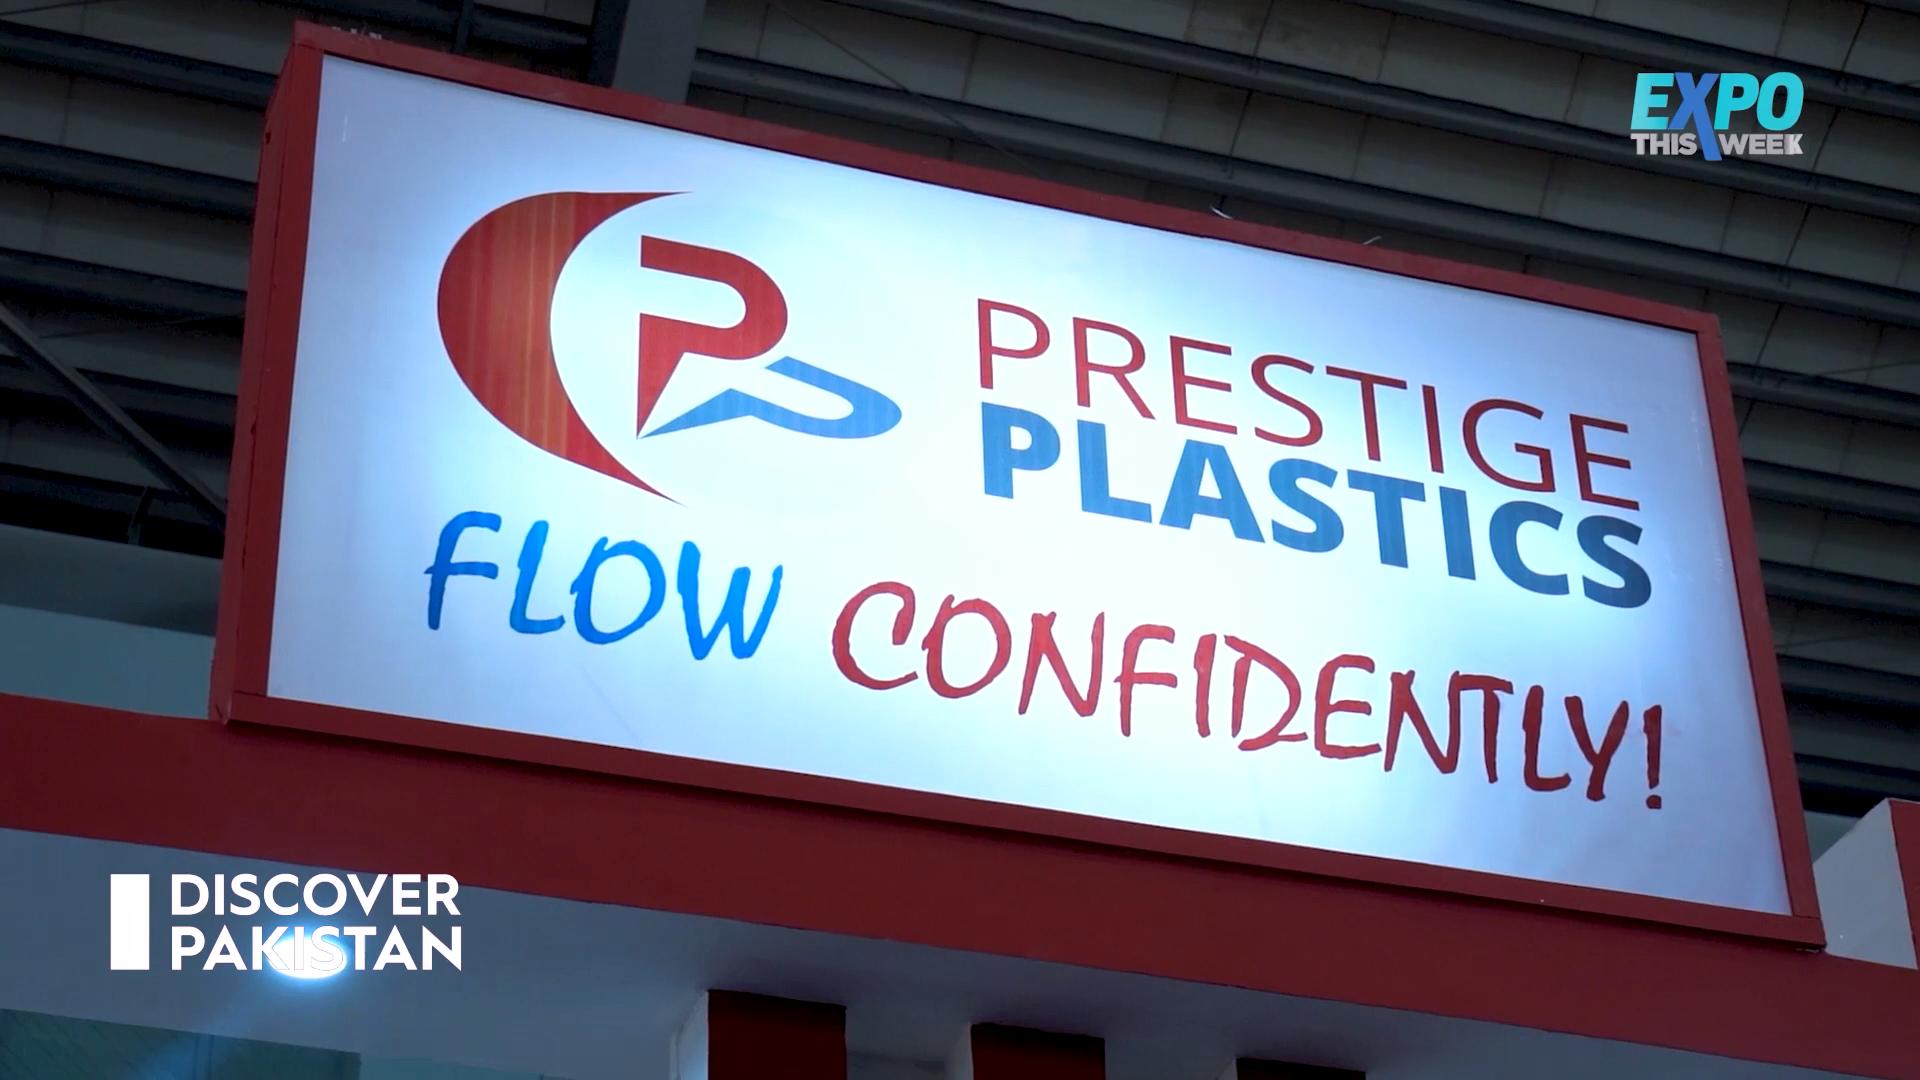 EXPO
THIS WEEK
PRESTIGE
PLASTICS
FLOW CONFIDENTLY!
DISCOVER
PAKISTAN